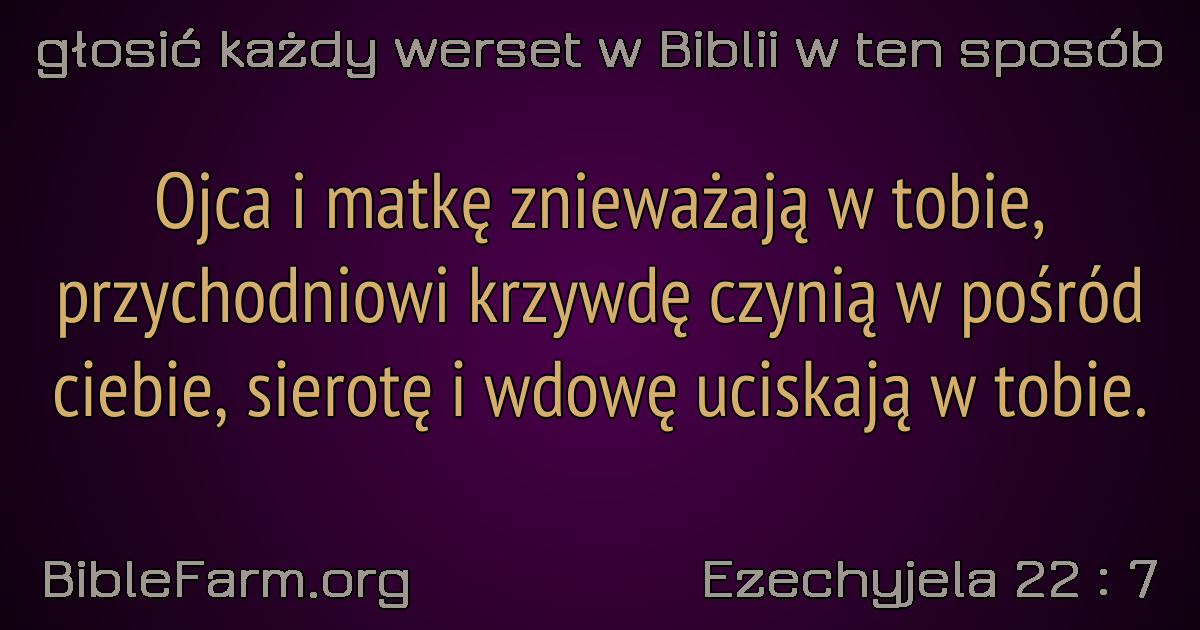 głosić każdy werset w Biblii w ten sposób
Ojca i matkę znieważają w tobie,
przychodniowi krzywdę czynią w pośród
ciebie, sierotę i wdowę uciskają w tobie.
BibleFarm.org
Ezechyjela 22 : 7